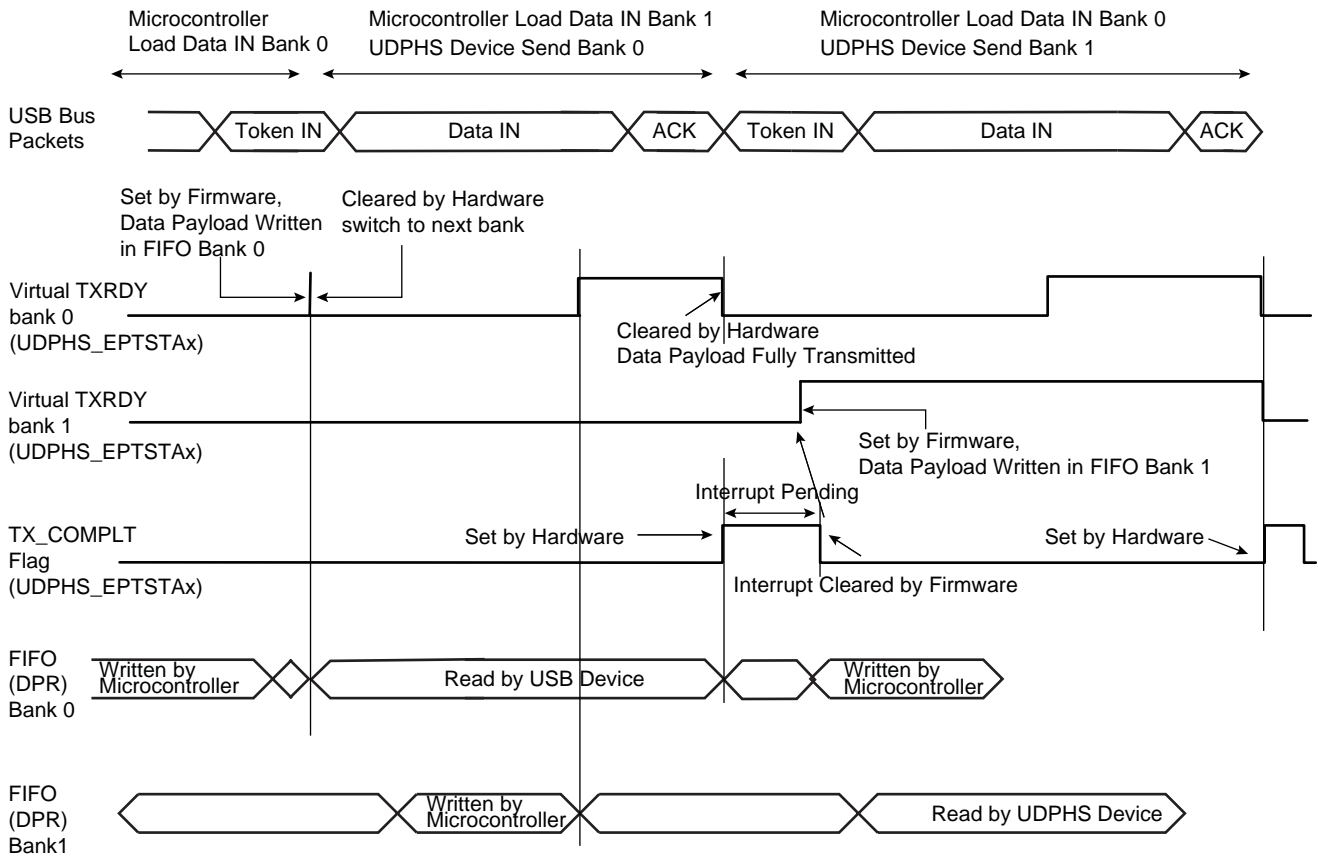 Microcontroller
Load Data IN Bank 0
Microcontroller Load Data IN Bank 1
UDPHS Device Send Bank 0
Microcontroller Load Data IN Bank 0
UDPHS Device Send Bank 1
USB Bus
Packets
Token IN
Data IN
ACK
Token IN
Data IN
ACK
Set by Firmware,
Data Payload Written
in FIFO Bank 0
Cleared by Hardware
switch to next bank
Virtual TXRDY
bank 0
(UDPHS_EPTSTAx)
Cleared by Hardware
Data Payload Fully Transmitted
Virtual TXRDY
bank 1
(UDPHS_EPTSTAx)
Set by Firmware,
Data Payload Written in FIFO Bank 1
Interrupt Pending
TX_COMPLT
Flag
(UDPHS_EPTSTAx)
Set by Hardware
Set by Hardware
Interrupt Cleared by Firmware
FIFO
(DPR)
Bank 0
Written by
Microcontroller
Read by USB Device
Written by
Microcontroller
FIFO
(DPR)
Bank1
Written by
Microcontroller
Read by UDPHS Device